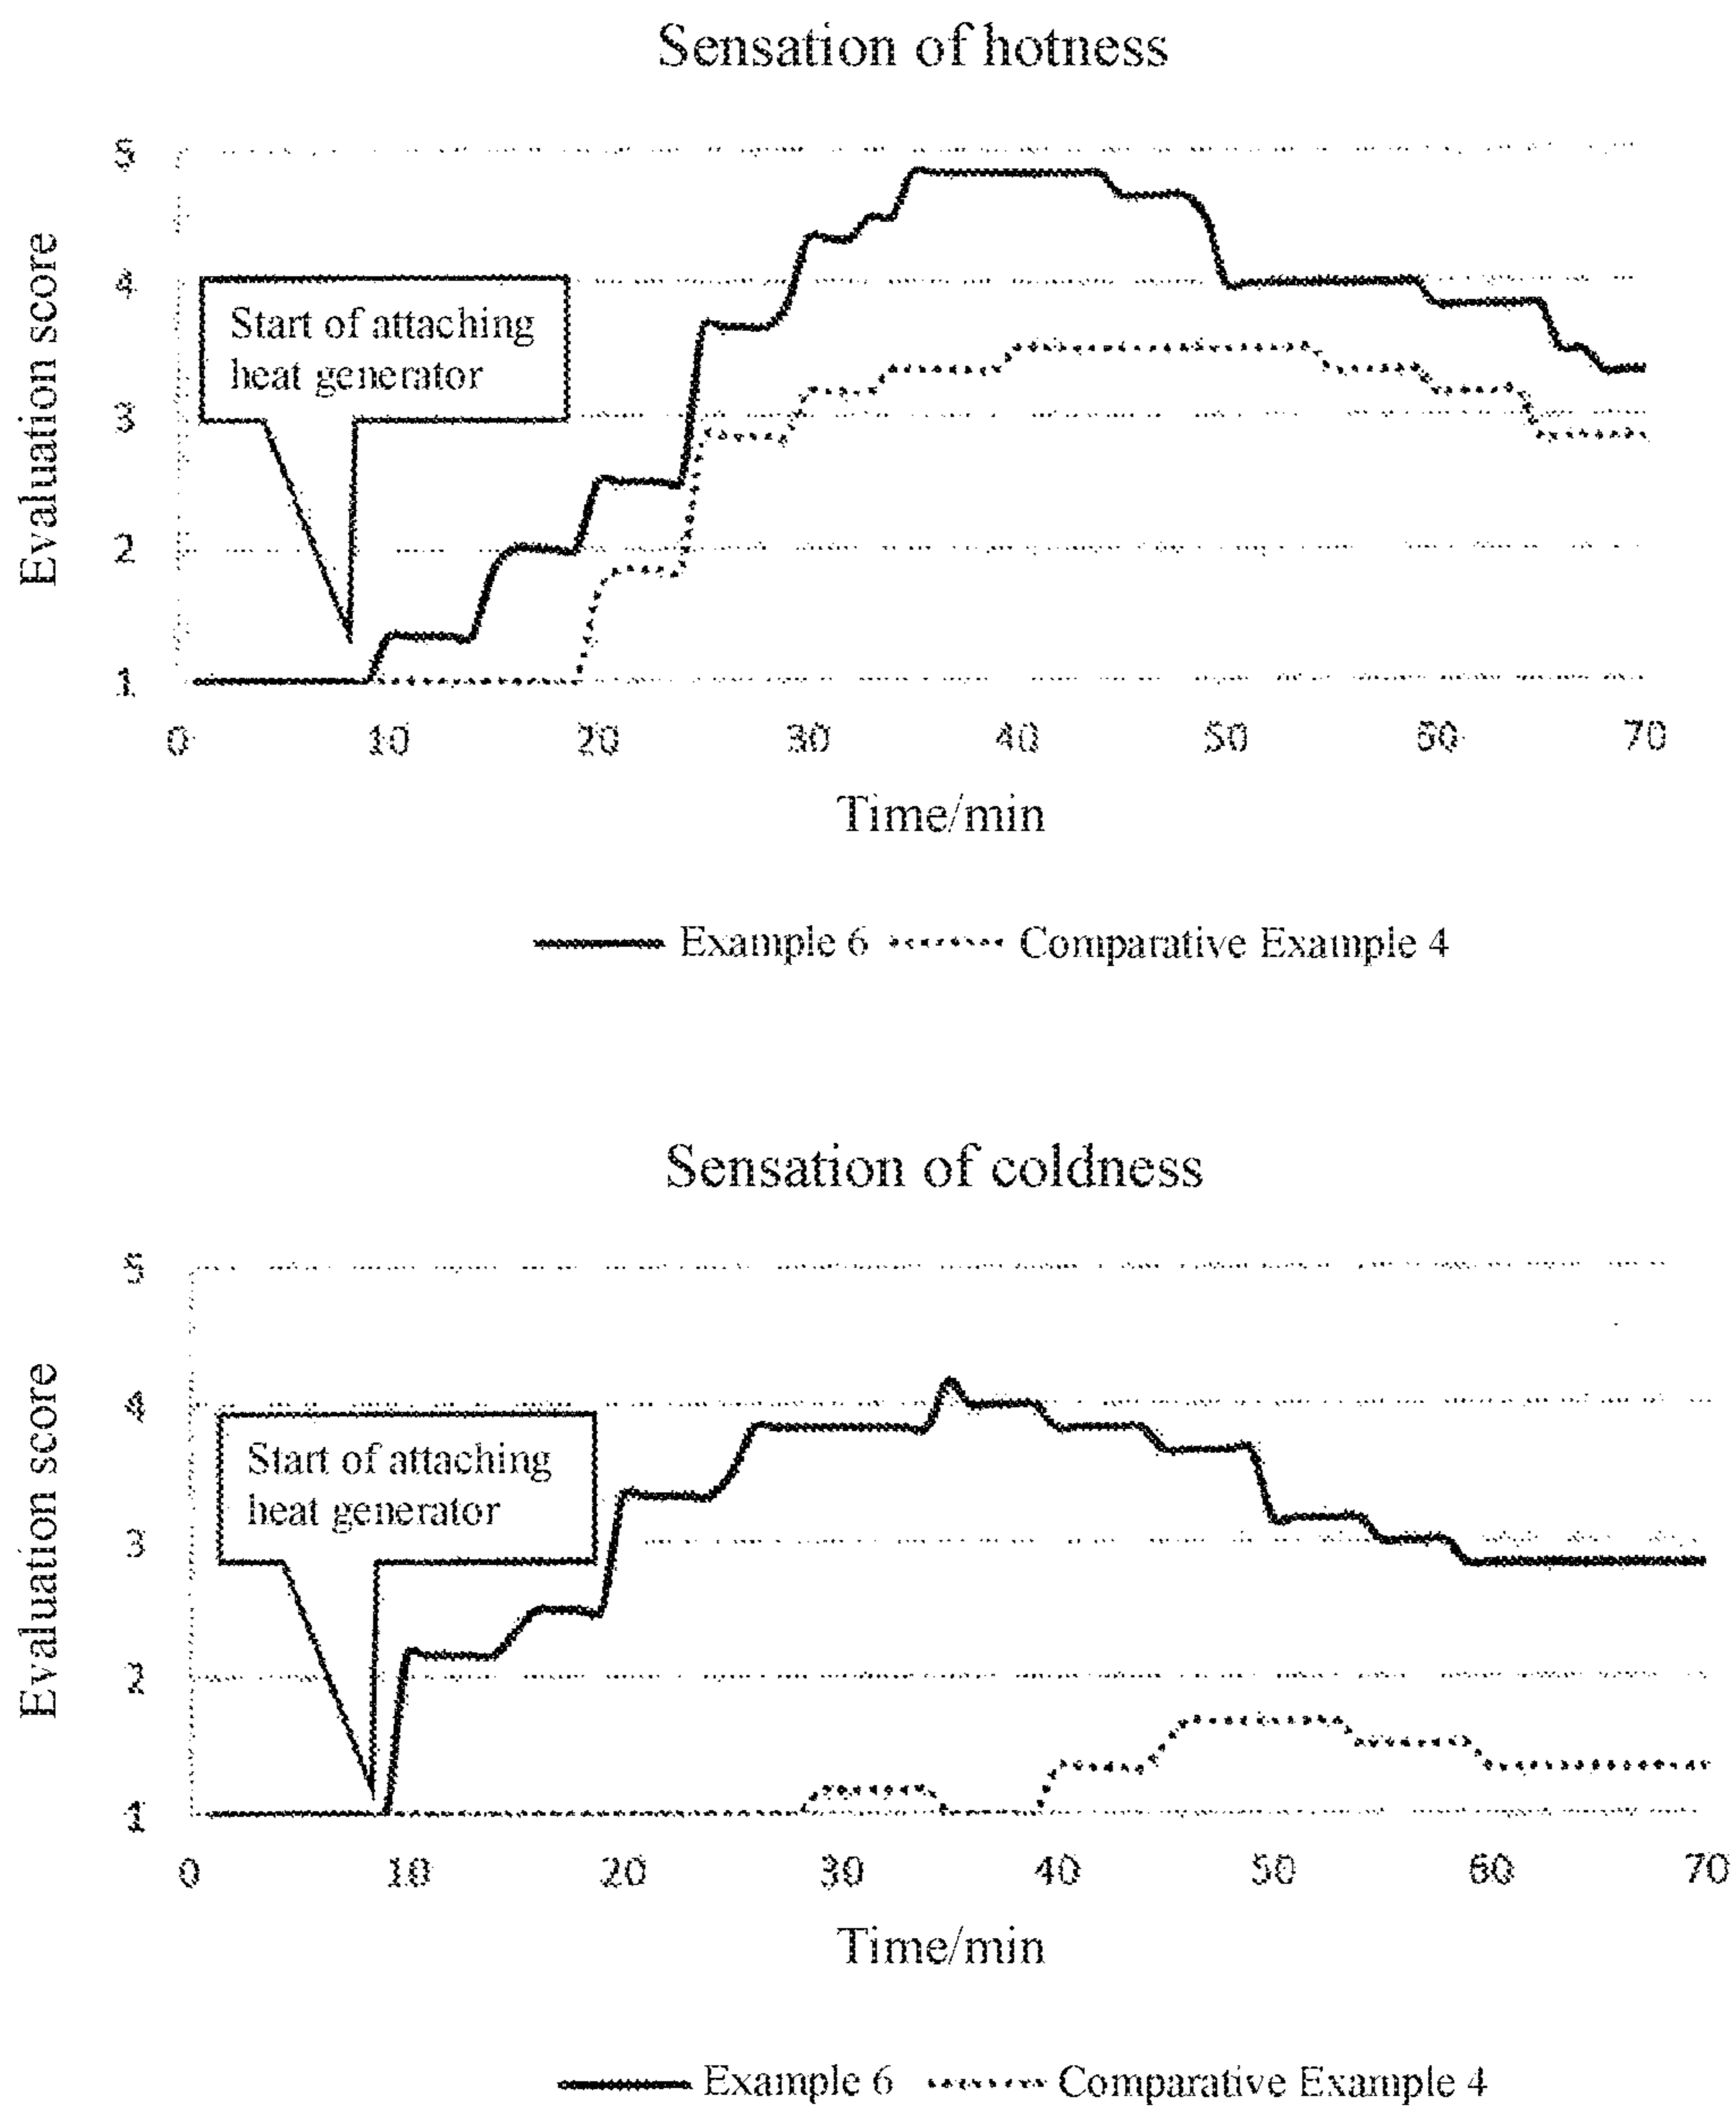 Sensation of hotness
Evaluation score
5
4
3
2
1
Start of attaching
heat generator
0 10 20 30 40 50 60 70
Time/min
Example 6 Comparative Example 4
Sensation of coldness
Evaluation score
5
4
3
2
1
Start of attaching
heat generator
0 10 20 30 40 50 60 70
Time/min
Example 6 Comparative Example 4